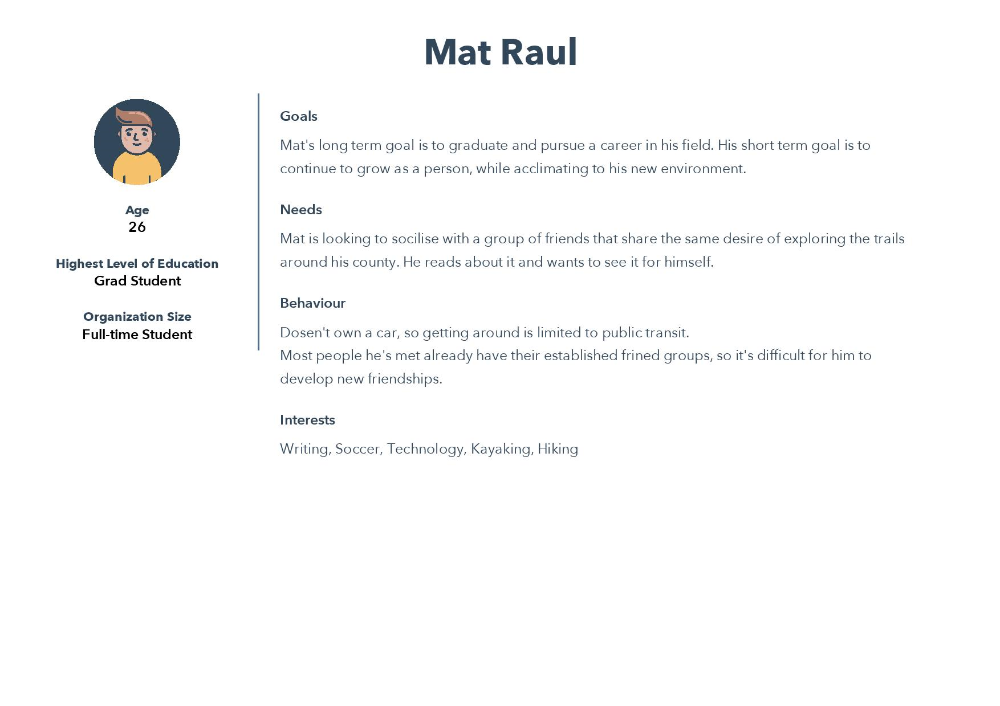 Mat Raul
Age
26
Highest Level of Education
Grad Student
Organization Size
Full-time Student
Goals
Mat's long term goal is to graduate and pursue a career in his field. His short term goal is to
continue to grow as a person, while acclimating to his new environment.
Needs
Mat is looking to socilise with a group of friends that share the same desire of exploring the trails
around his county. He reads about it and wants to see it for himself.
Behaviour
Dosen't own a car, so getting around is limited to public transit.
Most people he's met already have their established frined groups, so it's difficult for him to
develop new friendships.
Interests
Writing, Soccer, Technology, Kayaking, Hiking